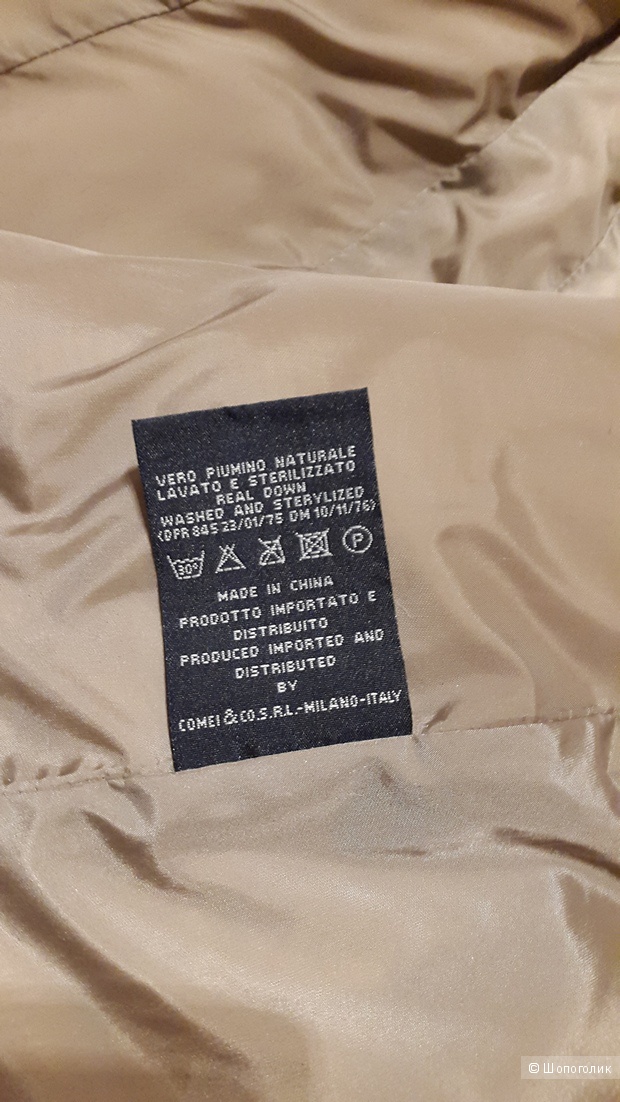 VERO PIUMINO NATURALE
LAVATO E STERILIZZATO
REAL DOWN
WASHED AND STERYLIZED
(DPR 845 23/01/75 DM 10/11/76)
30° P
MADE IN CHINA
PRODOTTO IMPORTATO E
DISTRIBUITO
PRODUCED IMPORTED AND
DISTRIBUTED
BY
COMEI & CO.S.R.L.-MILANO-ITALY
© Шопоголик